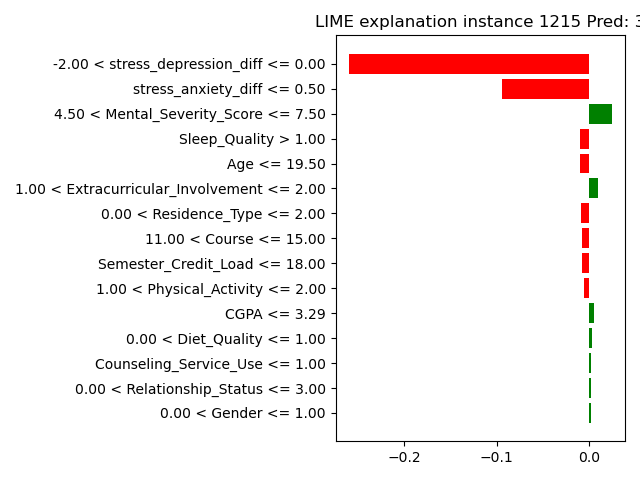 LIME explanation instance 1215 Pred: 3
-2.00 < stress_depression_diff <= 0.00
stress_anxiety_diff <= 0.50
4.50 < Mental_Severity_Score <= 7.50
Sleep_Quality > 1.00
Age <= 19.50
1.00 < Extracurricular_Involvement <= 2.00
0.00 < Residence_Type <= 2.00
11.00 < Course <= 15.00
Semester_Credit_Load <= 18.00
1.00 < Physical_Activity <= 2.00
CGPA <= 3.29
0.00 < Diet_Quality <= 1.00
Counseling_Service_Use <= 1.00
0.00 < Relationship_Status <= 3.00
0.00 < Gender <= 1.00
−0.2 −0.1 0.0